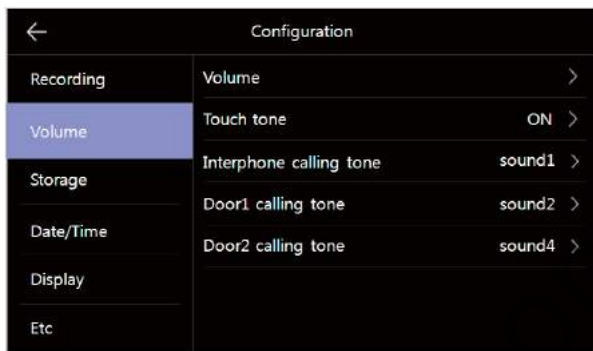 Configuration
Recording
Volume
Storage
Date/Time
Display
Etc
Volume
Touch tone ON
Interphone calling tone sound1
Door1 calling tone sound2
Door2 calling tone sound4